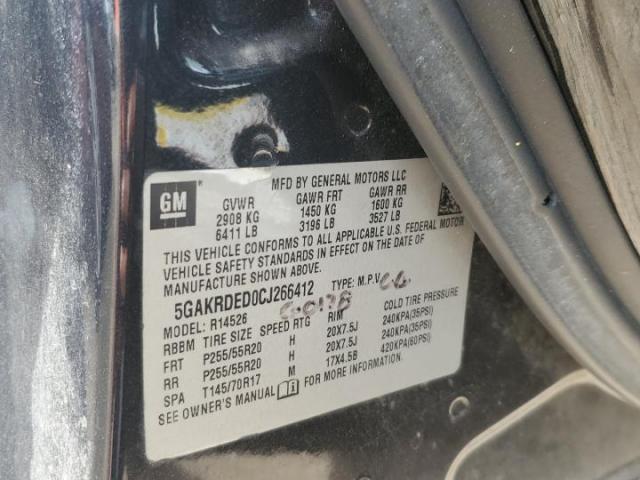 GM
MFD BY GENERAL MOTORS LLC
GVWR GAWR FRT GAWR RR
2908 KG 1450 KG 1600 KG
6411 LB 3196 LB 3527 LB
THIS VEHICLE CONFORMS TO ALL APPLICABLE U.S. FEDERAL MOTOR
VEHICLE SAFETY STANDARDS IN EFFECT ON THE DATE OF
MANUFACTURE SHOWN ABOVE.
5GAKRDED0CJ266412 TYPE: M.P.V
MODEL: R14526
RBBM TIRE SIZE SPEED RTG RIM COLD TIRE PRESSURE
FRT P255/55R20 H 20X7.5J 240KPA(35PSI)
RR P255/55R20 H 20X7.5J 240KPA(35PSI)
SPA T145/70R17 M 17X4.5B 420KPA(60PSI)
SEE OWNER'S MANUAL FOR MORE INFORMATION.